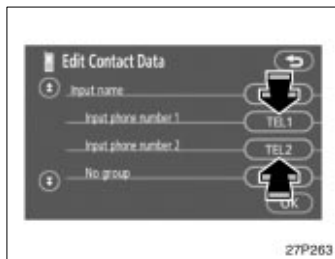 Edit Contact Data
Input name
Input phone number 1 TEL1
Input phone number 2 TEL2
No group
OK
27P263